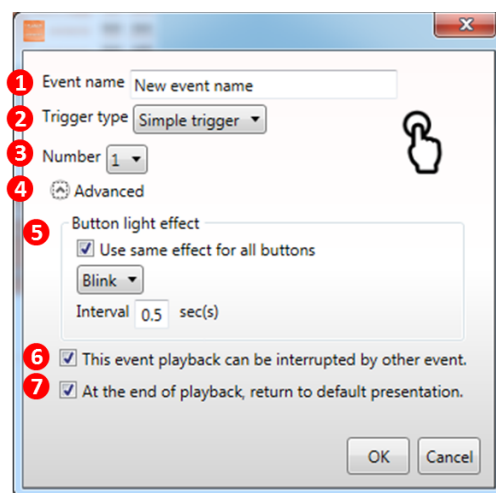 1 Event name New event name
2 Trigger type Simple trigger
3 Number 1
4 Advanced
Button light effect
5
Use same effect for all buttons
Blink
Interval 0.5 sec(s)
6 This event playback can be interrupted by other event.
7 At the end of playback, return to default presentation.
OK Cancel